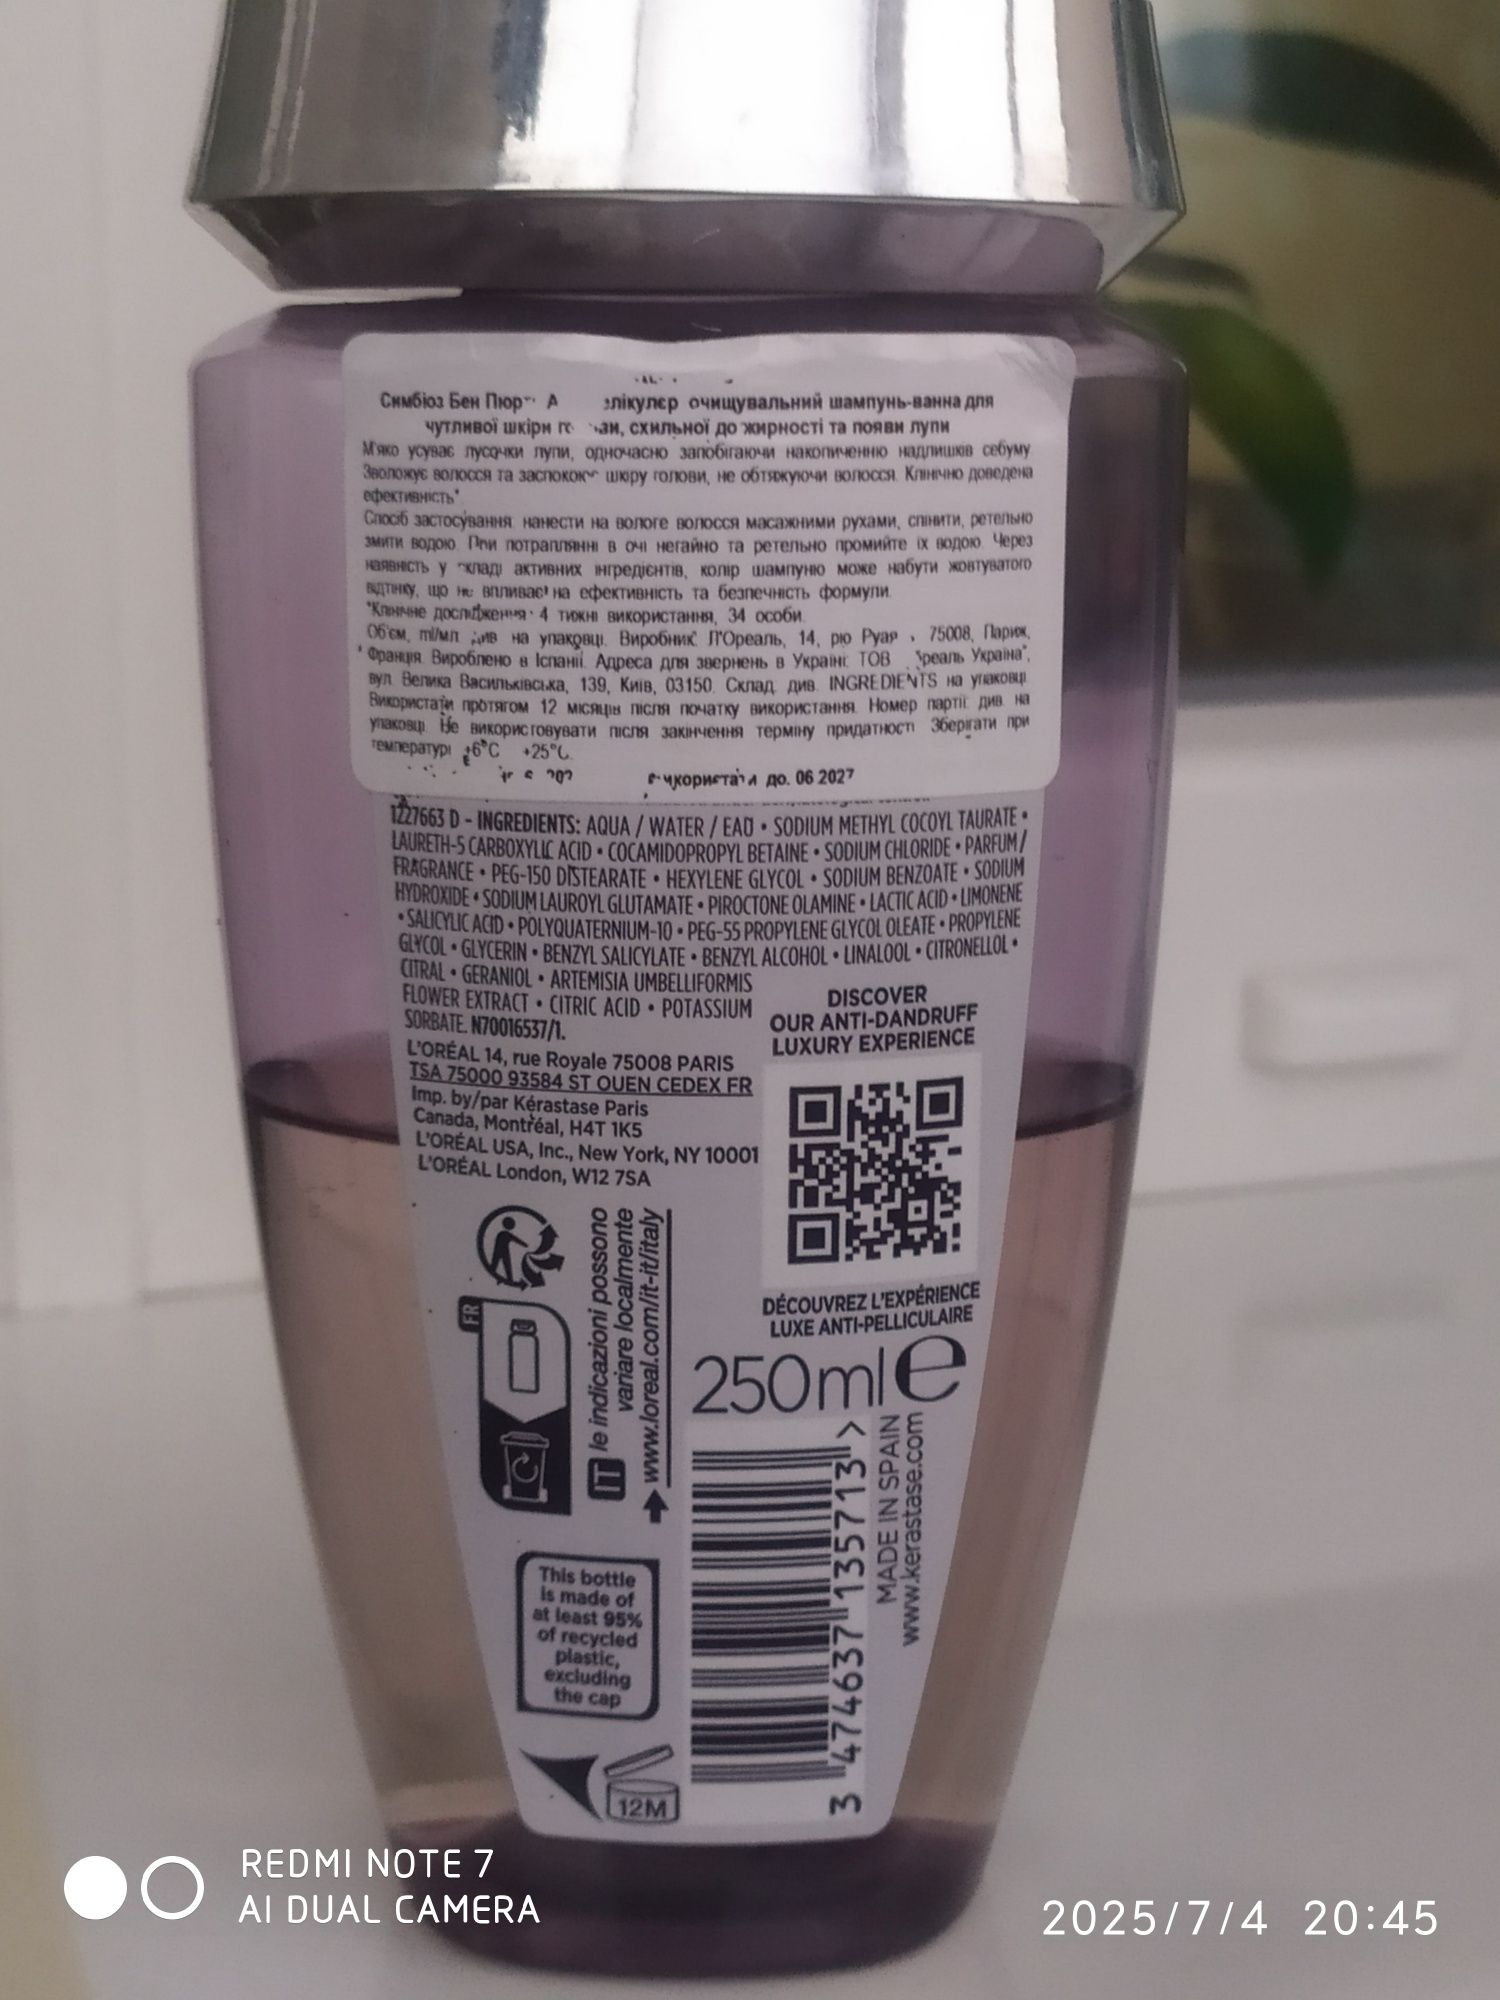 Симбіоз Бен очищувальний шампунь-ванна для
чутливої шкіри схильної до жирності та появи лупи
М'яко усуває лусочки лупи, одночасно запобігаючи накопиченню надлишків себуму.
Зволожує волосся та шкіру голови, не обтяжуючи волосся. Клінічно доведена
ефективність*.
Спосіб застосування: нанести на вологе волосся масажними рухами, спінити, ретельно
змити водою. При потраплянні в очі негайно та ретельно промийте їх водою. Через
наявність у активних інгредієнтів, колір шампуню може набути жовтуватого
відтінку, що не впливає на ефективність та безпечність формули.
*Клінічне дослідження: 4 тижні використання, 34 особи.
Об'єм, ml/мл: див. на упаковці. Виробник: Л'Ореаль, 14, рю 75008, Париж,
Франція. Вироблено в Іспанії. Адреса для звернень в Україні: ТОВ Україна",
вул. Велика Васильківська, 139, Київ, 03150. Склад: див. INGREDIENTS на упаковці.
Використати протягом 12 місяців після початку використання. Номер партії: див. на
упаковці. Не використовувати після закінчення терміну придатності. Зберігати при
температурі +6°C +25°C.
до: 06 2027
1227663 D - INGREDIENTS: AQUA / WATER / EAU • SODIUM METHYL COCOYL TAURATE •
LAURETH-5 CARBOXYLIC ACID • COCAMIDOPROPYL BETAINE • SODIUM CHLORIDE • PARFUM /
FRAGRANCE • PEG-150 DISTEARATE • HEXYLENE GLYCOL • SODIUM BENZOATE • SODIUM
HYDROXIDE • SODIUM LAUROYL GLUTAMATE • PIROCTONE OLAMINE • LACTIC ACID • LIMONENE
• SALICYLIC ACID • POLYQUATERNIUM-10 • PEG-55 PROPYLENE GLYCOL OLEATE • PROPYLENE
GLYCOL • GLYCERIN • BENZYL SALICYLATE • BENZYL ALCOHOL • LINALOOL • CITRONELLOL •
CITRAL • GERANIOL • ARTEMISIA UMBELLIFORMIS
FLOWER EXTRACT • CITRIC ACID • POTASSIUM
SORBATE. N70016537/1.
L'ORÉAL 14, rue Royale 75008 PARIS
TSA 75000 93584 ST OUEN CEDEX FR
Imp. by/par Kérastase Paris
Canada, Montréal, H4T 1K5
L'ORÉAL USA, Inc., New York, NY 10001
L'ORÉAL London, W12 7SA
DISCOVER
OUR ANTI-DANDRUFF
LUXURY EXPERIENCE
DÉCOUVREZ L'EXPÉRIENCE
LUXE ANTI-PELLICULAIRE
FR
IT le indicazioni possono
variare localmente
www.loreal.com/it-it/italy
250ml e
MADE IN SPAIN
www.kerastase.com
3 474637 135713 >
This bottle
is made of
at least 95%
of recycled
plastic,
excluding
the cap
12M
REDMI NOTE 7
AI DUAL CAMERA
2025/7/4 20:45